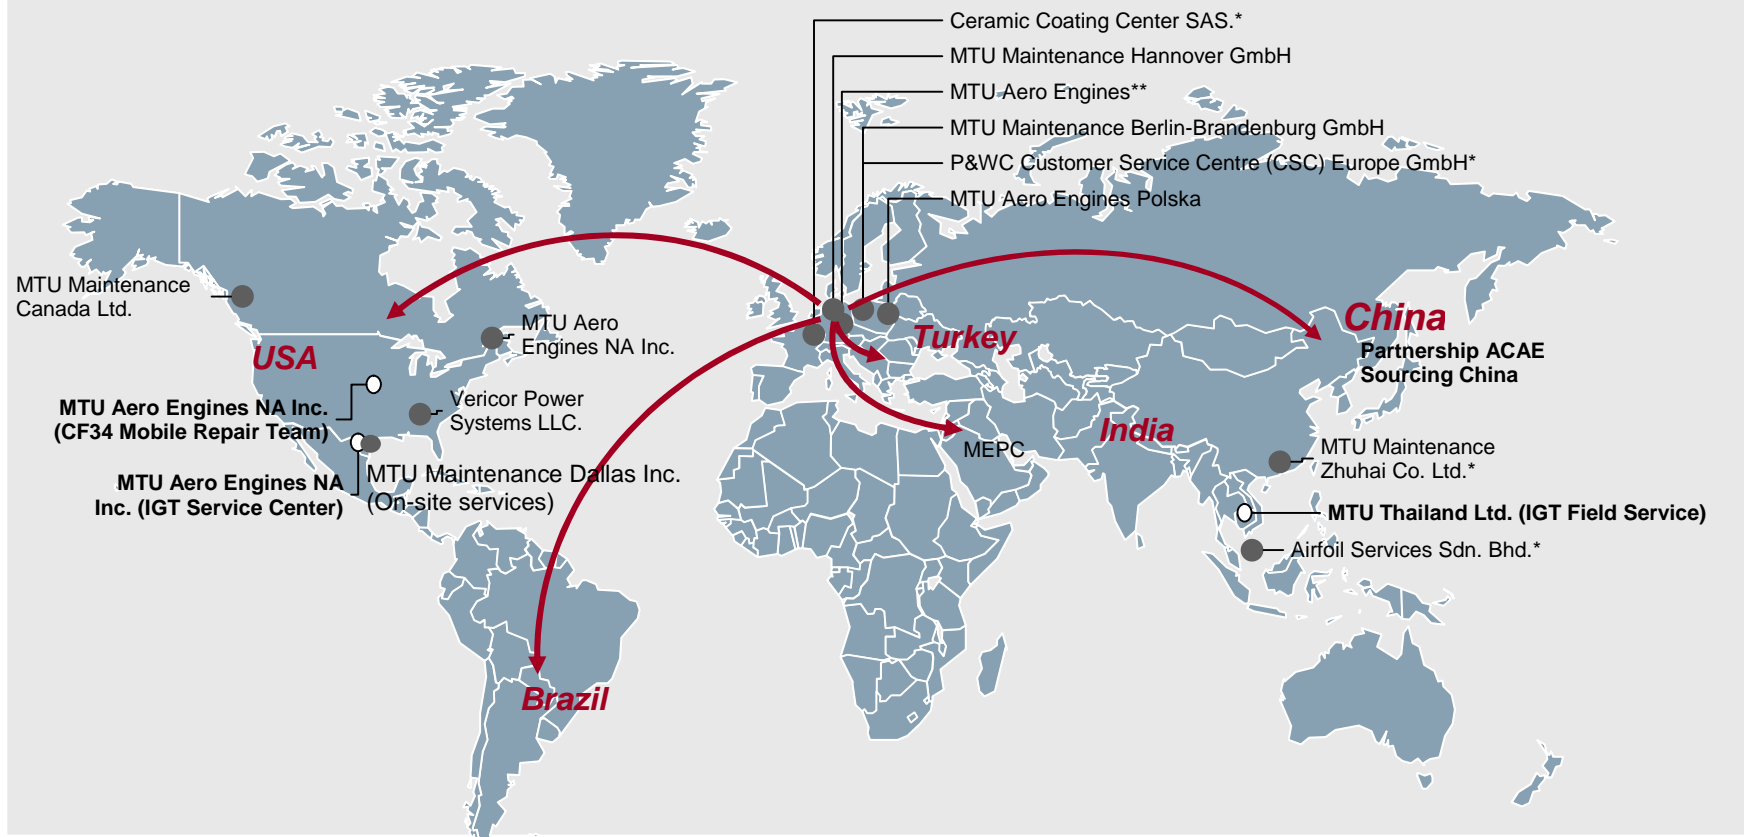 Ceramic Coating Center SAS.*
MTU Maintenance Hannover GmbH
MTU Aero Engines**
MTU Maintenance Berlin-Brandenburg GmbH
P&WC Customer Service Centre (CSC) Europe GmbH*
MTU Aero Engines Polska
MTU Maintenance
Canada Ltd.
MTU Aero
Engines NA Inc.
USA
Turkey
China
Partnership ACAE
Sourcing China
MTU Aero Engines NA Inc.
(CF34 Mobile Repair Team)
Vericor Power
Systems LLC.
India
MEPC
MTU Maintenance
Zhuhai Co. Ltd.*
MTU Aero Engines NA
Inc. (IGT Service Center)
MTU Maintenance Dallas Inc.
(On-site services)
MTU Thailand Ltd. (IGT Field Service)
Airfoil Services Sdn. Bhd.*
Brazil